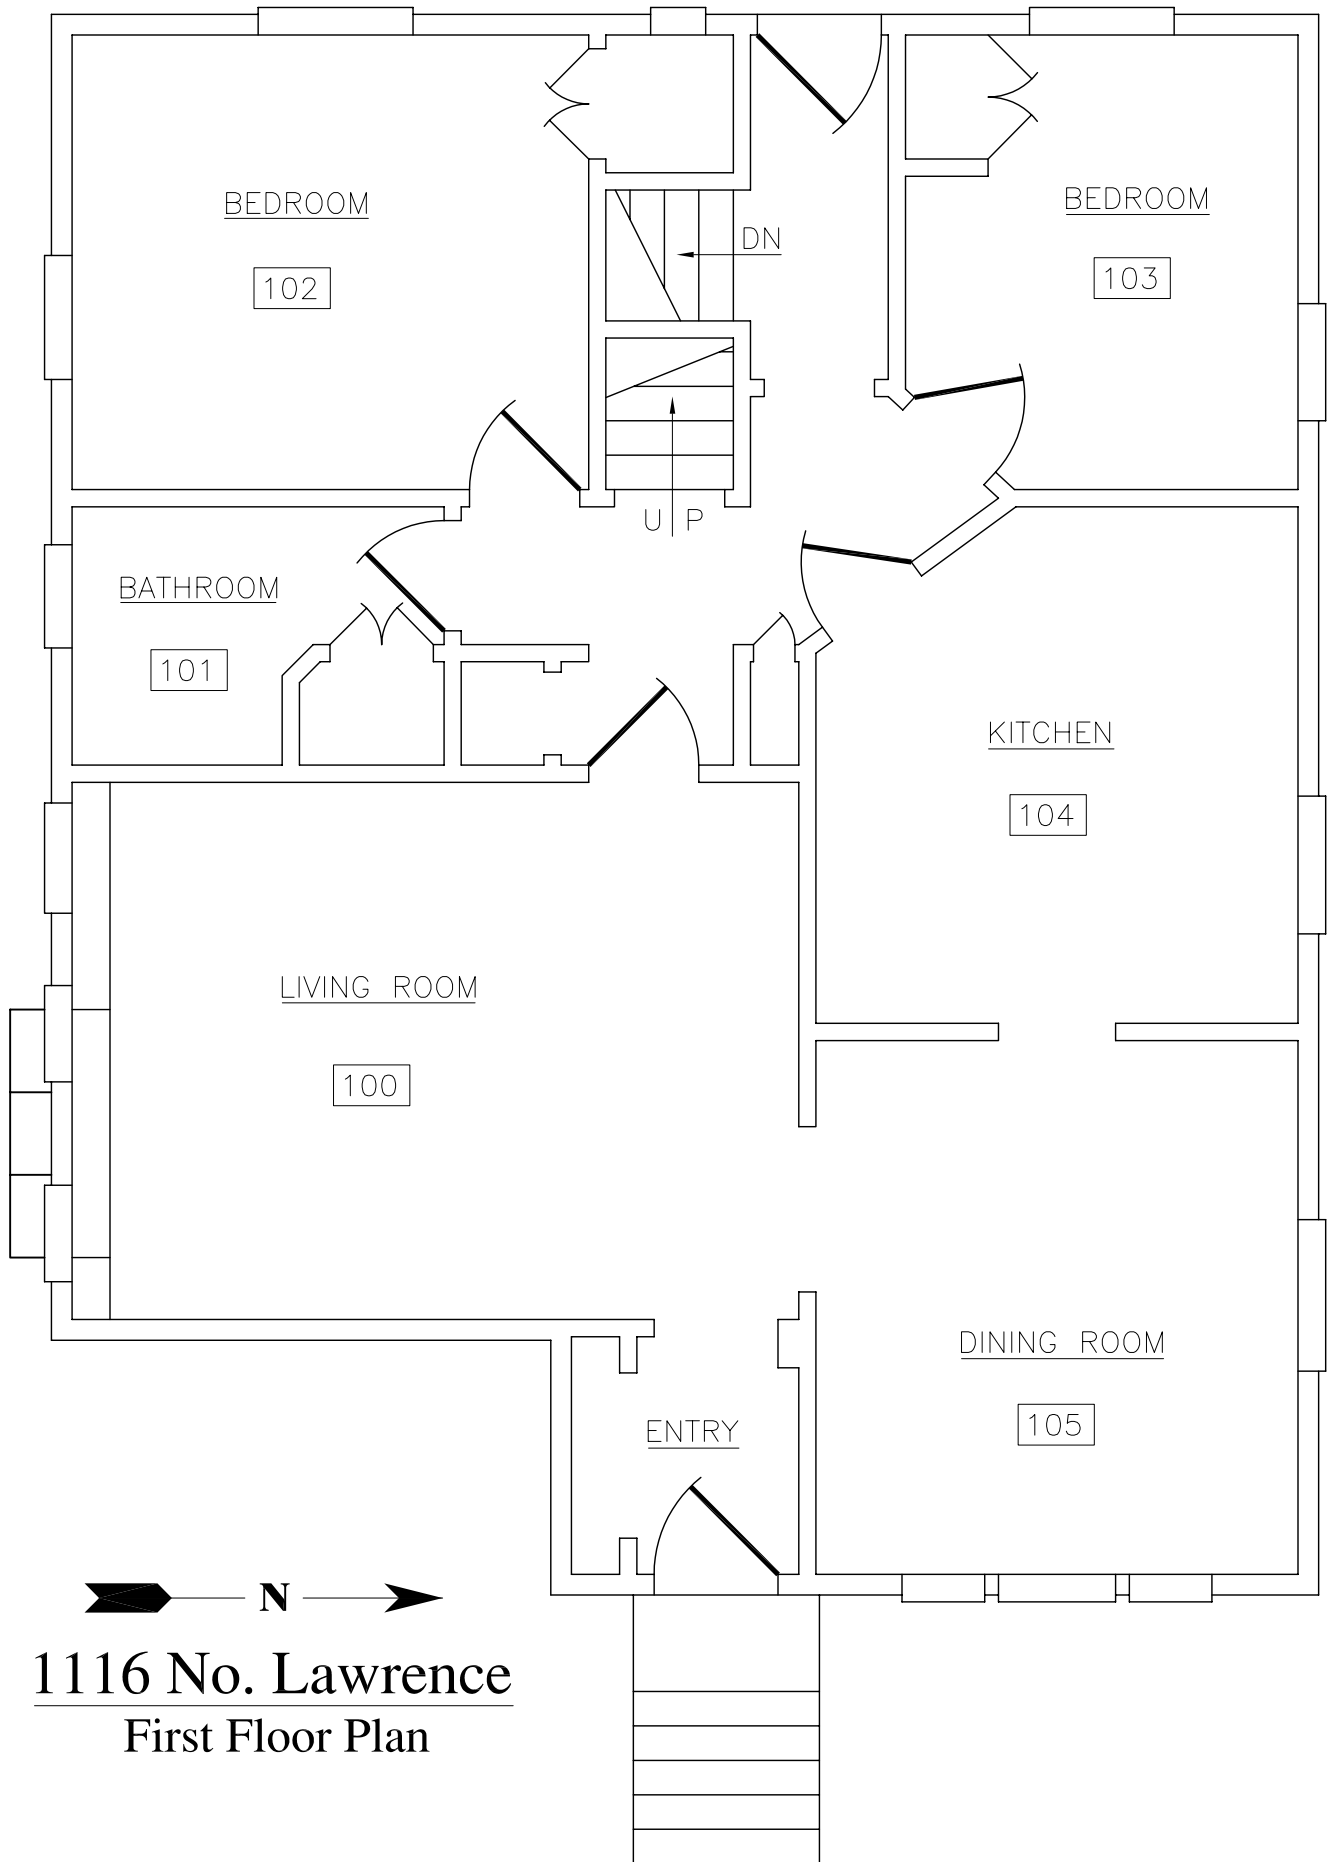 BEDROOM
102
DN
BEDROOM
103
UP
BATHROOM
101
KITCHEN
104
LIVING ROOM
100
DINING ROOM
105
ENTRY
N
1116 No. Lawrence
First Floor Plan